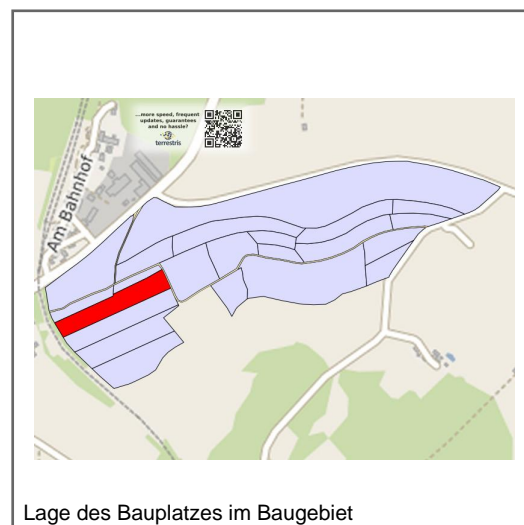 ...more speed, frequent
updates, guarantees
and no hassle?
terrestris
Am Bahnhof
Lage des Bauplatzes im Baugebiet